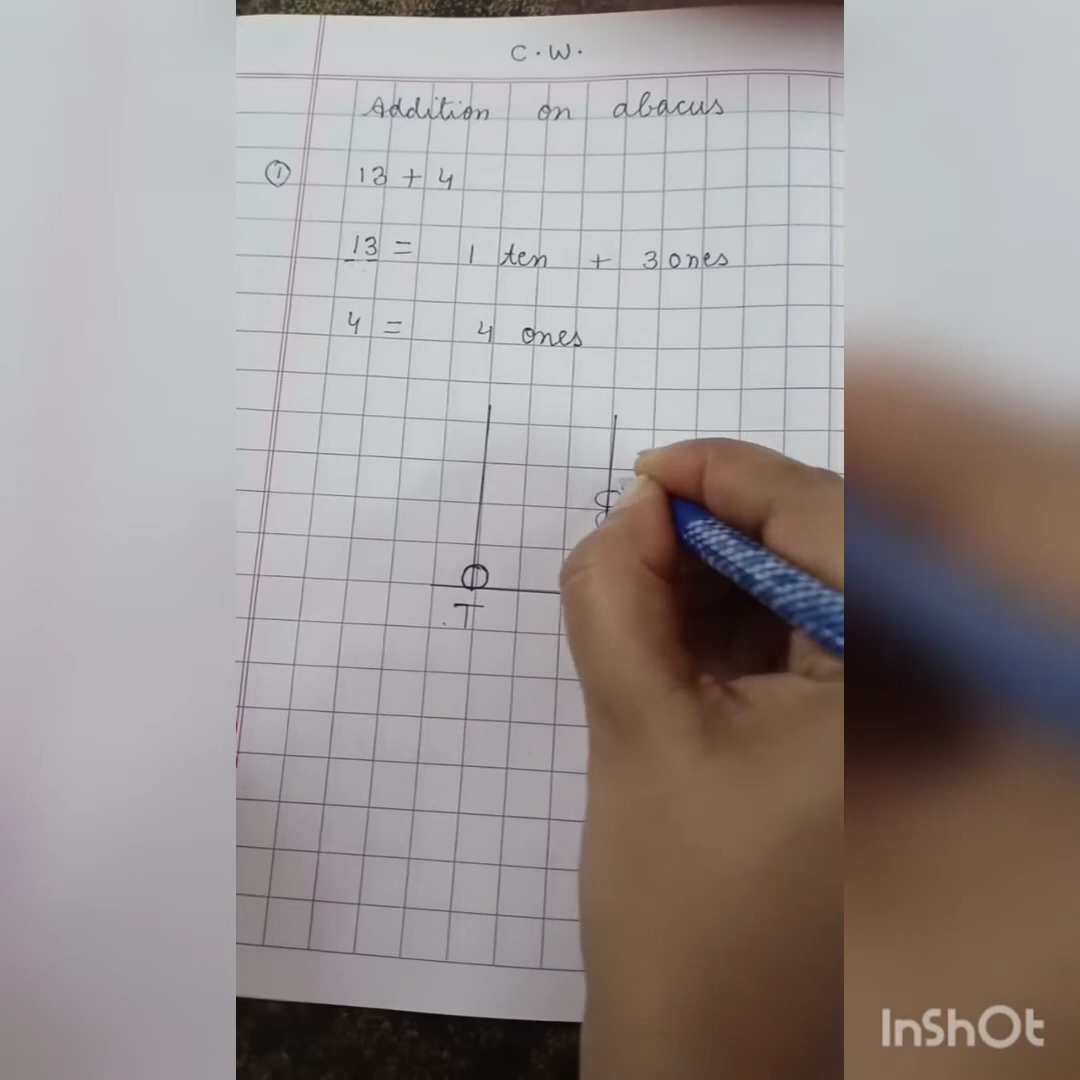 C.W.
Addition on abacus
① 13 + 4
13 = 1 ten + 3 ones
4 = 4 ones
T
InShOt